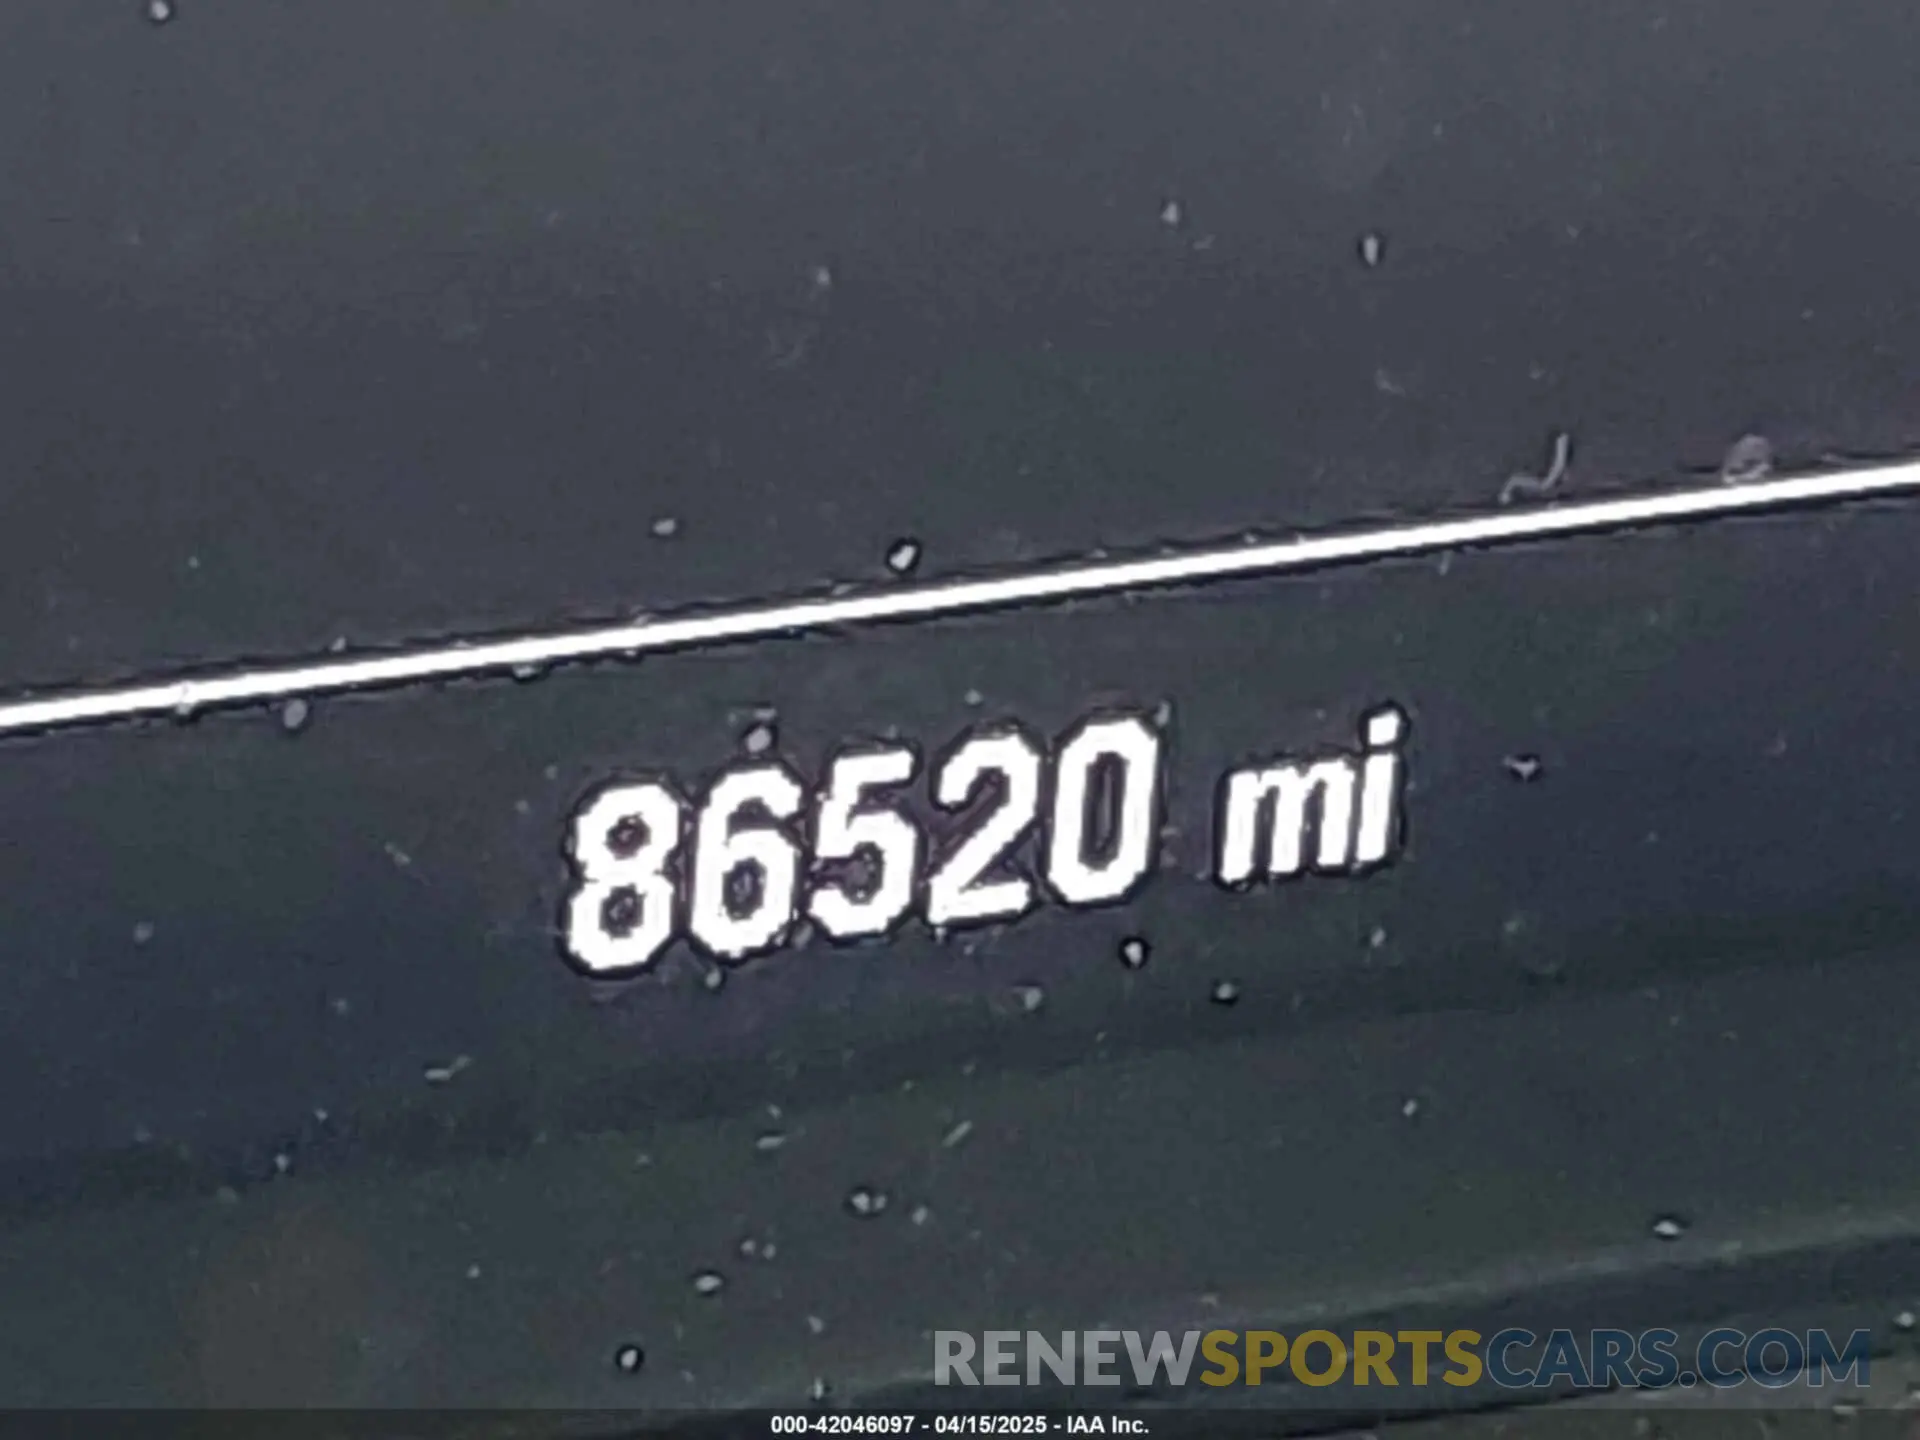 86520 mi
RENEWSPORTSCARS.COM
000-42046097 - 04/15/2025 - IAA Inc.